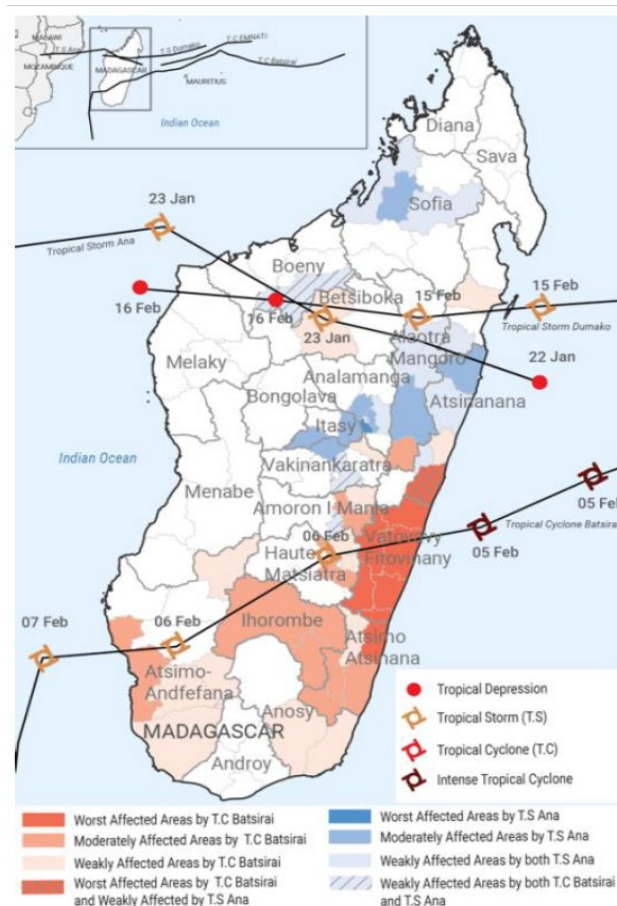 MALAWI
T.S Ana
MOZAMBIQUE
MADAGASCAR
T.S Dumako
T.C EMNATI
T.C Batsirai
MAURITIUS
Indian Ocean
Diana
Sava
Sofia
23 Jan
Tropical Storm Ana
Boeny
16 Feb
16 Feb
Betsiboka
15 Feb
15 Feb
Tropical Storm Dumako
23 Jan
Alaotra
Mangoro
22 Jan
Melaky
Analamanga
Bongolava
Atsinanana
Itasy
Indian Ocean
Vakinankaratra
Menabe
Amoron I Mania
05 Feb
Tropical Cyclone Batsirai
05 Feb
06 Feb
Vatovavy
Fitovinany
Haute
Matsiatra
07 Feb
06 Feb
Ihorombe
Atsimo
Atsinana
Atsimo-
Andfefana
Anosy
MADAGASCAR
Androy
Tropical Depression
Tropical Storm (T.S)
Tropical Cyclone (T.C)
Intense Tropical Cyclone
Worst Affected Areas by T.C Batsirai
Moderately Affected Areas by T.C Batsirai
Weakly Affected Areas by T.C Batsirai
Worst Affected Areas by T.C Batsirai
and Weakly Affected by T.S Ana
Worst Affected Areas by T.S Ana
Moderately Affected Areas by T.S Ana
Weakly Affected Areas by both T.S Ana
Weakly Affected Areas by both T.C Batsirai
and T.S Ana